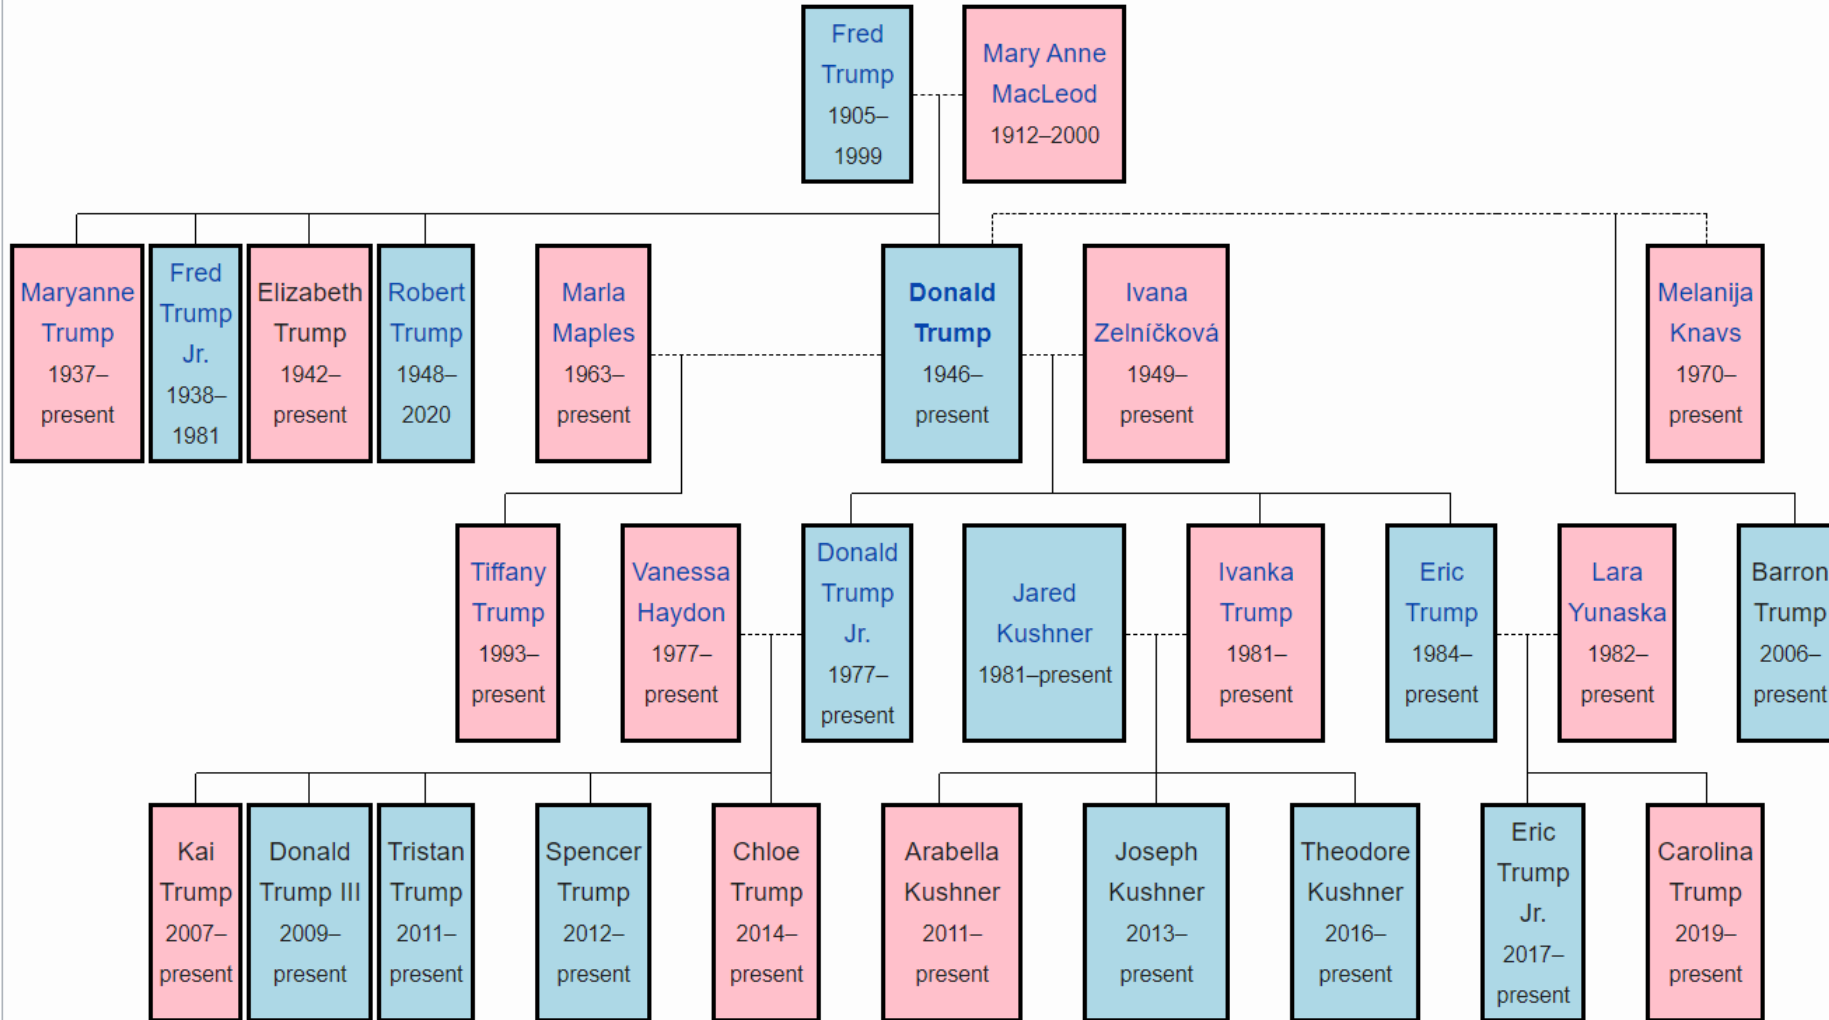 Fred
Trump
1905–
1999
Mary Anne
MacLeod
1912–2000
Maryanne
Trump
1937–
present
Fred
Trump
Jr.
1938–
1981
Elizabeth
Trump
1942–
present
Robert
Trump
1948–
2020
Marla
Maples
1963–
present
Donald
Trump
1946–
present
Ivana
Zelníčková
1949–
present
Melanija
Knavs
1970–
present
Tiffany
Trump
1993–
present
Vanessa
Haydon
1977–
present
Donald
Trump
Jr.
1977–
present
Jared
Kushner
1981–present
Ivanka
Trump
1981–
present
Eric
Trump
1984–
present
Lara
Yunaska
1982–
present
Barron
Trump
2006–
present
Kai
Trump
2007–
present
Donald
Trump III
2009–
present
Tristan
Trump
2011–
present
Spencer
Trump
2012–
present
Chloe
Trump
2014–
present
Arabella
Kushner
2011–
present
Joseph
Kushner
2013–
present
Theodore
Kushner
2016–
present
Eric
Trump
Jr.
2017–
present
Carolina
Trump
2019–
present